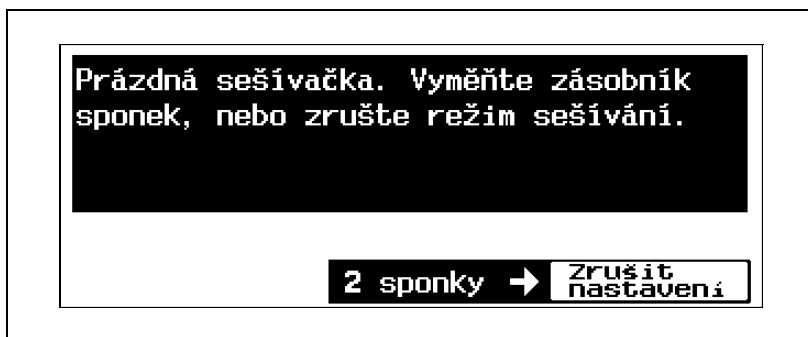 Prázdná sešívačka. Vyměňte zásobník
sponek, nebo zrušte režim sešívání.
2 sponky → Zrušit
nastavení